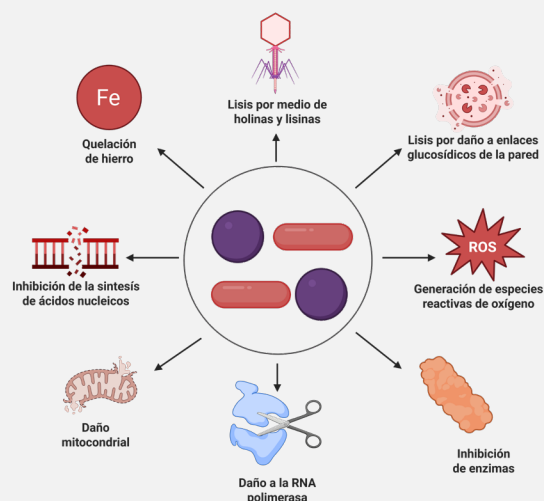 Lisis por medio de
holinas y lisinas
Fe
Quelación
de hierro
Lisis por daño a enlaces
glucosídicos de la pared
Inhibición de la sintesís
de ácidos nucleicos
ROS
Generación de especies
reactivas de oxígeno
Daño
mitocondrial
Daño a la RNA
polimerasa
Inhibición
de enzimas